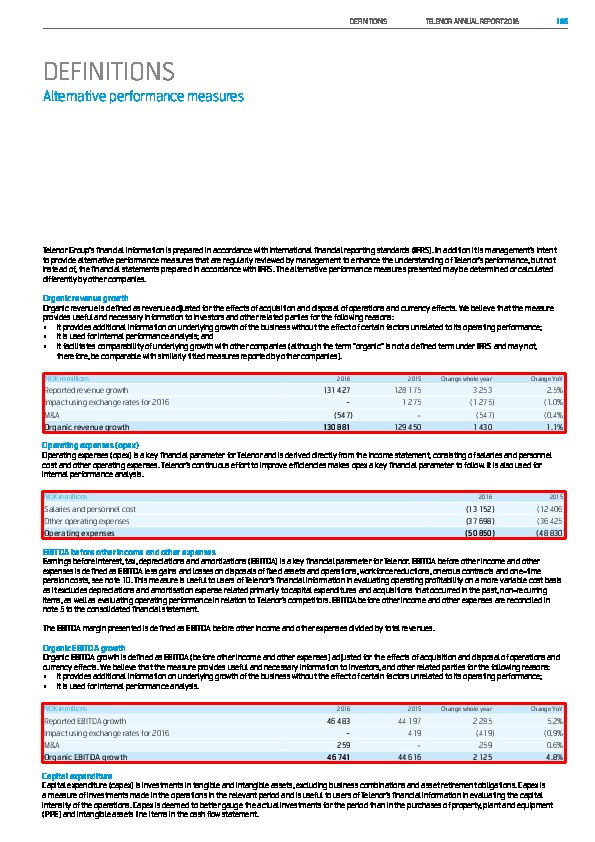 DEFINITIONS TELENOR ANNUAL REPORT 2016 185
DEFINITIONS
Alternative performance measures
Telenor Group's financial information is prepared in accordance with international financial reporting standards (IFRS). In addition it is management's intent
to provide alternative performance measures that are regularly reviewed by management to enhance the understanding of Telenor's performance, but not
instead of, the financial statements prepared in accordance with IFRS. The alternative performance measures presented may be determined or calculated
differently by other companies.
Organic revenue growth
Organic revenue is defined as revenue adjusted for the effects of acquisition and disposal of operations and currency effects. We believe that the measure
provides useful and necessary information to investors and other related parties for the following reasons:
• It provides additional information on underlying growth of the business without the effect of certain factors unrelated to its operating performance;
• It is used for internal performance analysis; and
• It facilitates comparability of underlying growth with other companies (although the term "organic" is not a defined term under IFRS and may not,
therefore, be comparable with similarly titled measures reported by other companies).
NOK in millions 2016 2015 Change whole year Change YoY
Reported revenue growth 131 427 128 175 3 253 2.5%
Impact using exchange rates for 2016 – 1 275 (1 275) (1.0%
M&A (547) – (547) (0.4%
Organic revenue growth 130 881 129 450 1 430 1.1%
Operating expenses (opex)
Operating expenses (opex) is a key financial parameter for Telenor and is derived directly from the income statement, consisting of salaries and personnel
cost and other operating expenses. Telenor's continuous effort to improve efficiencies makes opex a key financial parameter to follow. It is also used for
internal performance analysis.
NOK in millions 2016 2015
Salaries and personnel cost (13 152) (12 406
Other operating expenses (37 698) (36 425
Operating expenses (50 850) (48 830
EBITDA before other income and other expenses
Earnings before interest, tax, depreciations and amortizations (EBITDA) is a key financial parameter for Telenor. EBITDA before other income and other
expenses is defined as EBITDA less gains and losses on disposals of fixed assets and operations, workforce reductions, onerous contracts and one-time
pension costs, see note 10. This measure is useful to users of Telenor's financial information in evaluating operating profitability on a more variable cost basis
as it excludes depreciations and amortisation expense related primarily to capital expenditures and acquisitions that occurred in the past, non-recurring
items, as well as evaluating operating performance in relation to Telenor's competitors. EBITDA before other income and other expenses are reconciled in
note 5 to the consolidated financial statement.
The EBITDA margin presented is defined as EBITDA before other income and other expenses divided by total revenues.
Organic EBITDA growth
Organic EBITDA growth is defined as EBITDA (before other income and other expenses) adjusted for the effects of acquisition and disposal of operations and
currency effects. We believe that the measure provides useful and necessary information to investors, and other related parties for the following reasons:
• It provides additional information on underlying growth of the business without the effect of certain factors unrelated to its operating performance;
• It is used for internal performance analysis.
NOK in millions 2016 2015 Change whole year Change YoY
Reported EBITDA growth 46 483 44 197 2 285 5.2%
Impact using exchange rates for 2016 – 419 (419) (0.9%
M&A 259 – 259 0.6%
Organic EBITDA growth 46 741 44 616 2 125 4.8%
Capital expenditure
Capital expenditure (capex) is investments in tangible and intangible assets, excluding business combinations and asset retirement obligations. Capex is
a measure of investments made in the operations in the relevant period and is useful to users of Telenor's financial information in evaluating the capital
intensity of the operations. Capex is deemed to better gauge the actual investments for the period than in the purchases of property, plant and equipment
(PPE) and intangible assets line items in the cash flow statement.